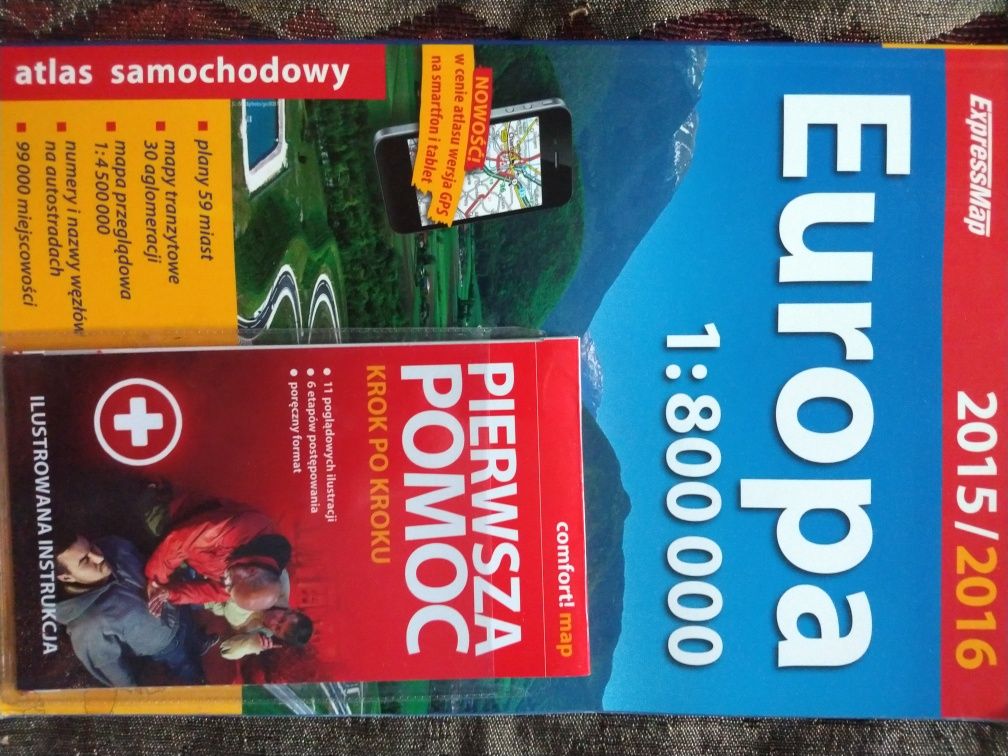 ExpressMap
2015/2016
Europa
1:800 000
NOWOŚĆ!
w cenie atlasu wersja GPS
na smartfon i tablet
atlas samochodowy
plany 59 miast
mapy tranzytowe
30 aglomeracji
mapa przeglądowa
1:4 500 000
numery i nazwy węzłów
na autostradach
99 000 miejscowości
comfort! map
PIERWSZA
POMOC
KROK PO KROKU
11 poglądowych ilustracji
6 etapów postępowania
poręczny format
ILUSTROWANA INSTRUKCJA